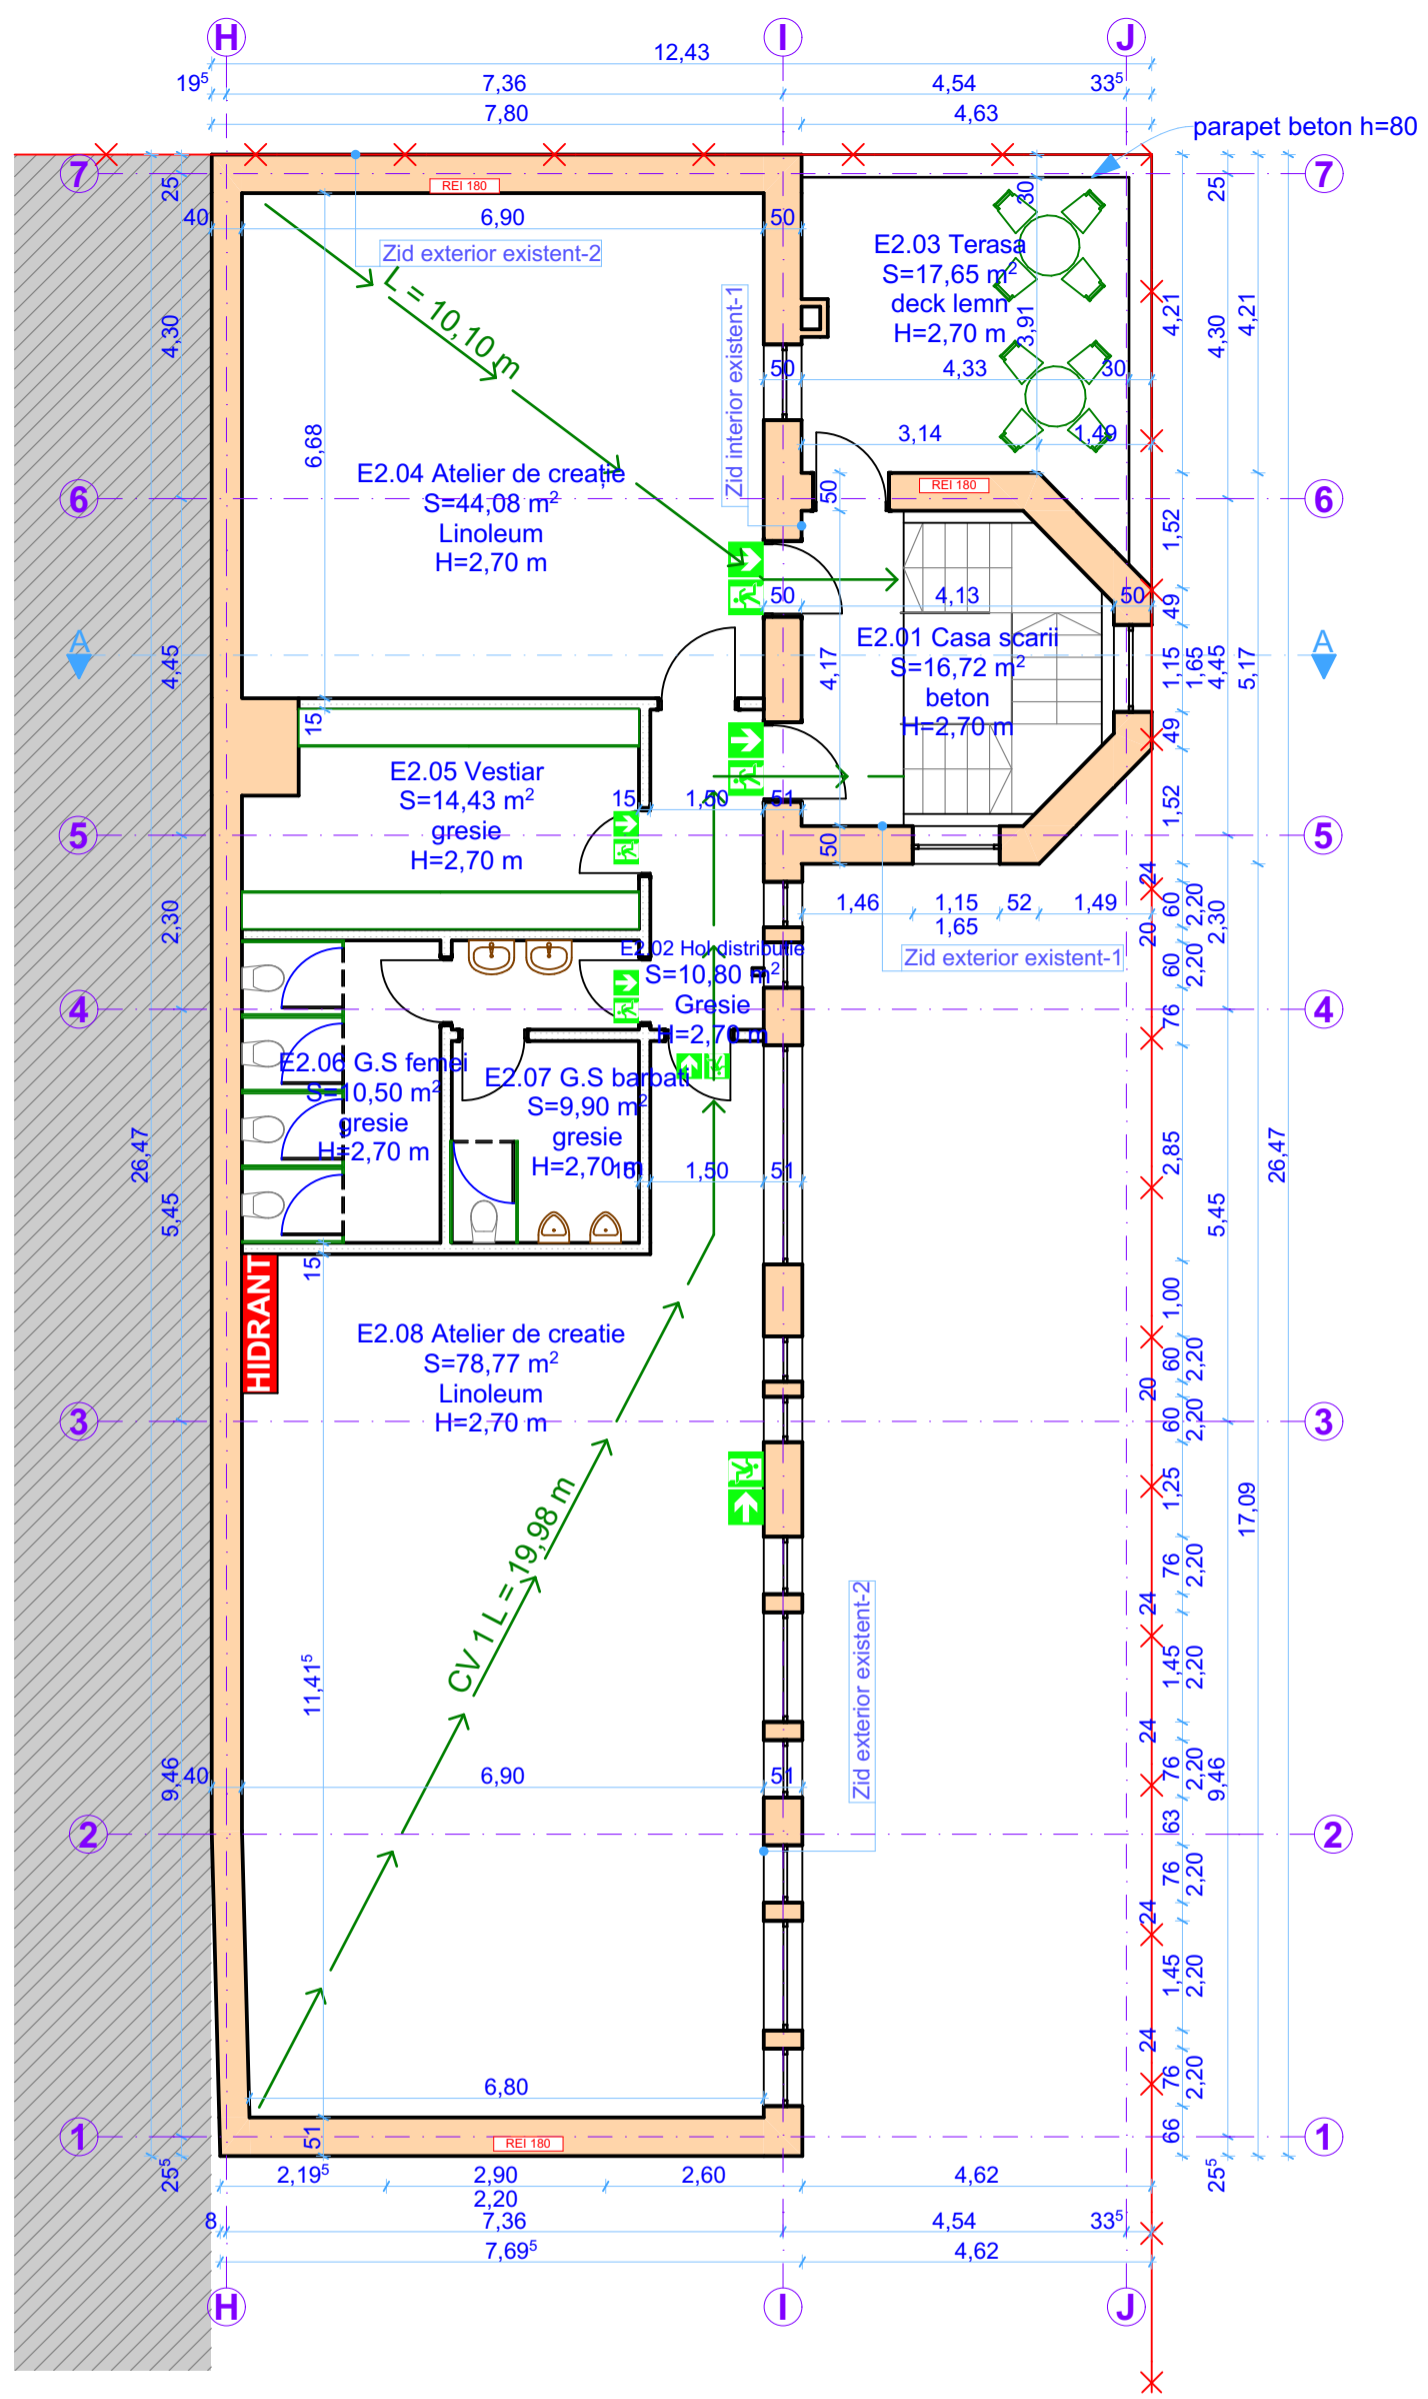 H
I
J
12,43
19⁵
7,36
4,54
33⁵
7,80
4,63
parapet beton h=80
7
7
25
REI 180
30
25
40
6,90
50
Zid exterior existent-2
E2.03 Terasa
S=17,65 m²
deck lemn
H=2,70 m
L = 10,10 m
Zid interior existent-1
4,30
3,91
4,21
4,30
4,21
50
4,33
30
3,14
1,49
6,68
E2.04 Atelier de creație
S=44,08 m²
Linoleum
H=2,70 m
REI 180
50
6
6
1,52
50
4,13
50
49
A
A
E2.01 Casa scarii
S=16,72 m²
beton
H=2,70 m
4,45
4,17
1,15
1,65
4,45
5,17
49
15
E2.05 Vestiar
S=14,43 m²
gresie
H=2,70 m
15
1,50
51
1,52
5
5
50
24
2,30
1,46
1,15
52
1,49
1,65
60
2,20
2,30
20
Zid exterior existent-1
E2.02 Hol distributie
S=10,80 m²
Gresie
H=2,70 m
60
2,20
4
4
76
E2.06 G.S femei
S=10,50 m²
gresie
H=2,70 m
E2.07 G.S barbati
S=9,90 m²
gresie
H=2,70 m
26,47
5,45
15
1,50
51
2,85
5,45
26,47
15
HIDRANT
1,00
E2.08 Atelier de creatie
S=78,77 m²
Linoleum
H=2,70 m
60
2,20
20
3
3
60
2,20
1,25
17,09
CV 1 L = 19,98 m
76
2,20
24
Zid exterior existent-2
11,41⁵
1,45
2,20
24
9,46
40
6,90
51
76
2,20
9,46
2
2
63
76
2,20
24
1,45
2,20
24
6,80
76
2,20
1
1
51
REI 180
66
25⁵
25⁵
2,19⁵
2,90
2,60
4,62
2,20
8
7,36
4,54
33⁵
7,69⁵
4,62
H
I
J